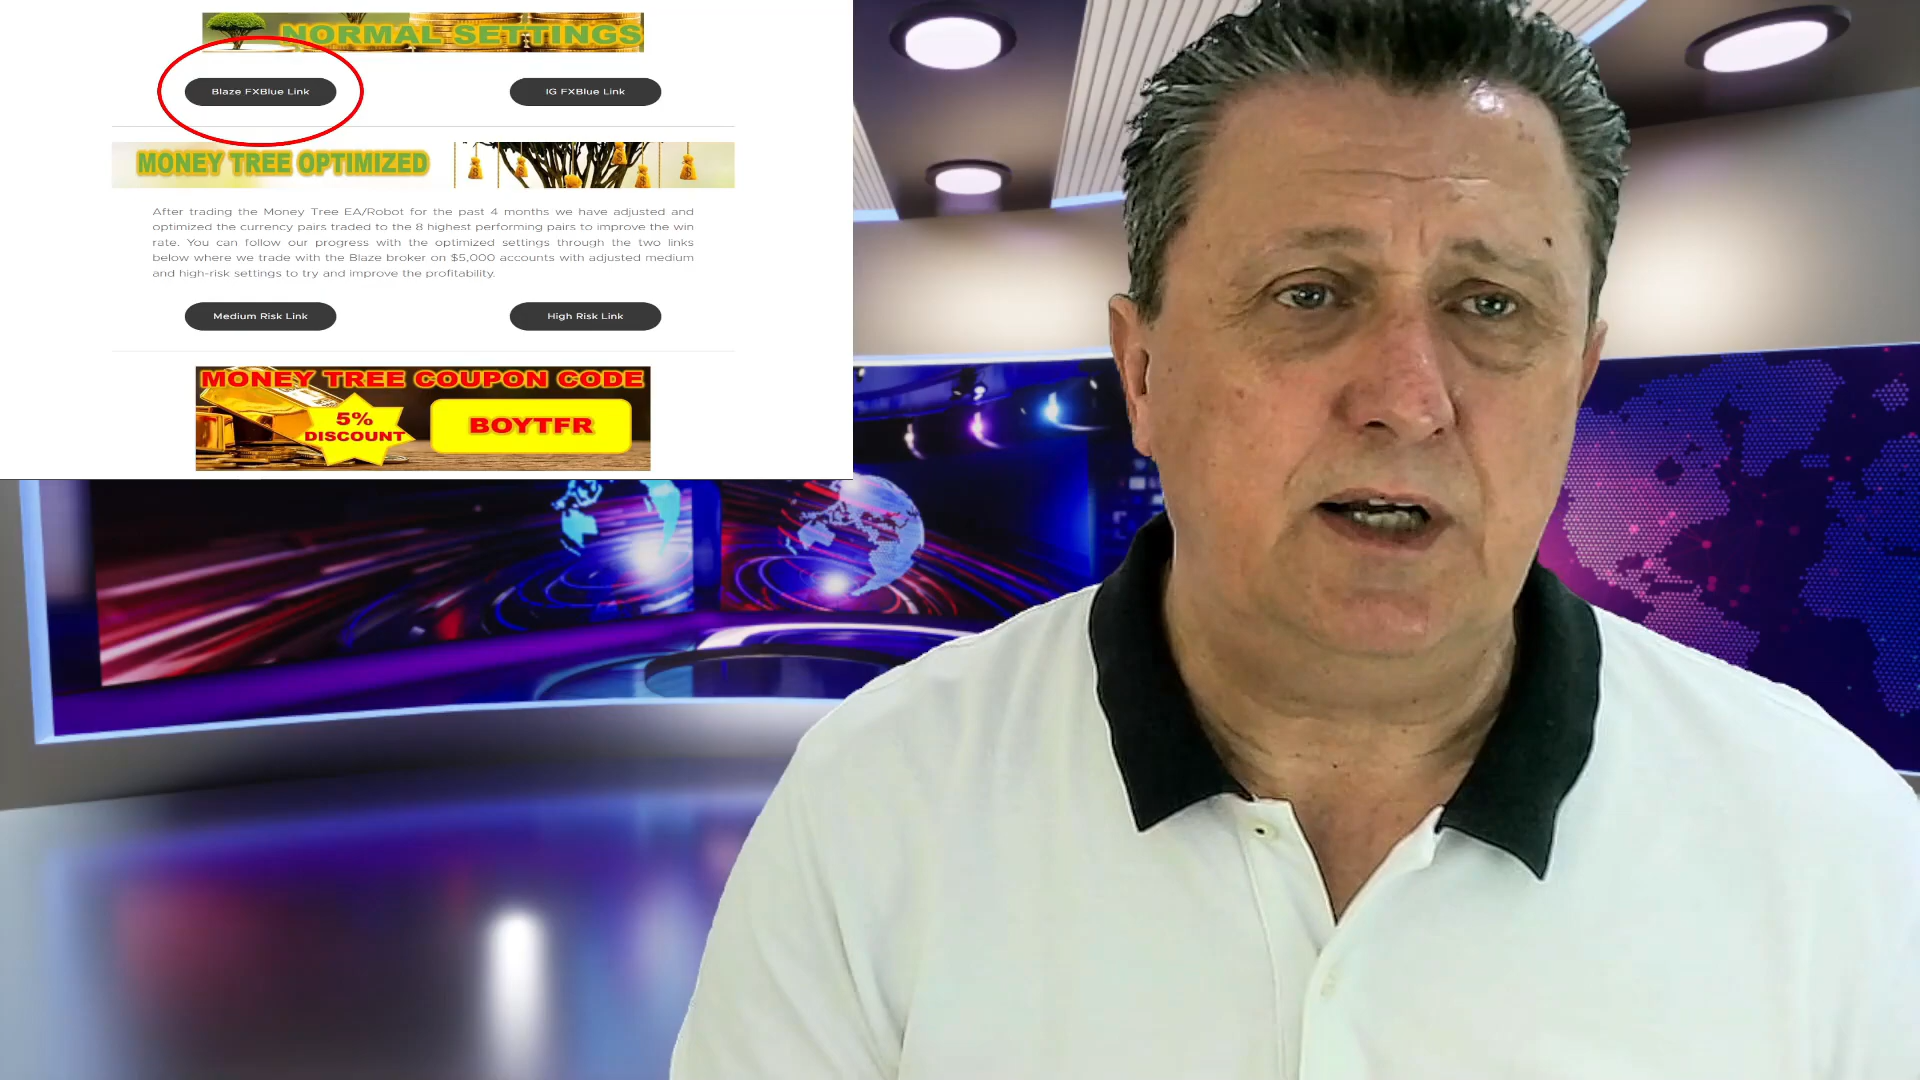 NORMAL SETTINGS
Blaze FXBlue Link
IG FXBlue Link
MONEY TREE OPTIMIZED
After trading the Money Tree EA/Robot for the past 4 months we have adjusted and
optimized the currency pairs traded to the 8 highest performing pairs to improve the win
rate. You can follow our progress with the optimized settings through the two links
below where we trade with the Blaze broker on $5,000 accounts with adjusted medium
and high-risk settings to try and improve the profitability.
Medium Risk Link
High Risk Link
MONEY TREE COUPON CODE
5%
DISCOUNT
BOYTFR